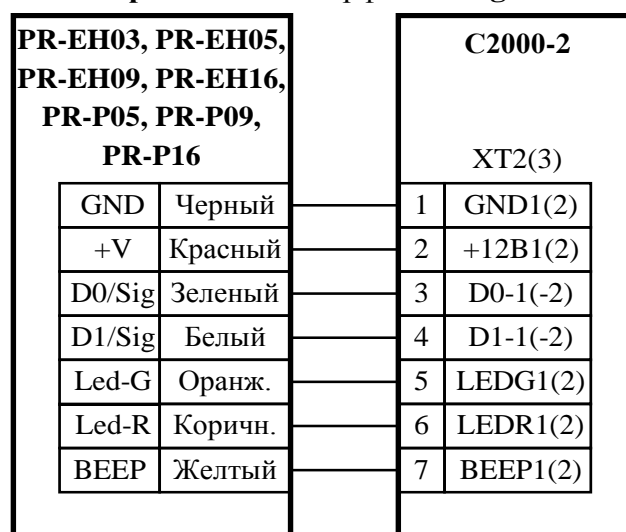 PR-EH03, PR-EH05,
PR-EH09, PR-EH16,
PR-P05, PR-P09,
PR-P16
C2000-2
XT2(3)
GND Черный 1 GND1(2)
+V Красный 2 +12В1(2)
D0/Sig Зеленый 3 D0-1(-2)
D1/Sig Белый 4 D1-1(-2)
Led-G Оранж. 5 LEDG1(2)
Led-R Коричн. 6 LEDR1(2)
BEEP Желтый 7 BEEP1(2)